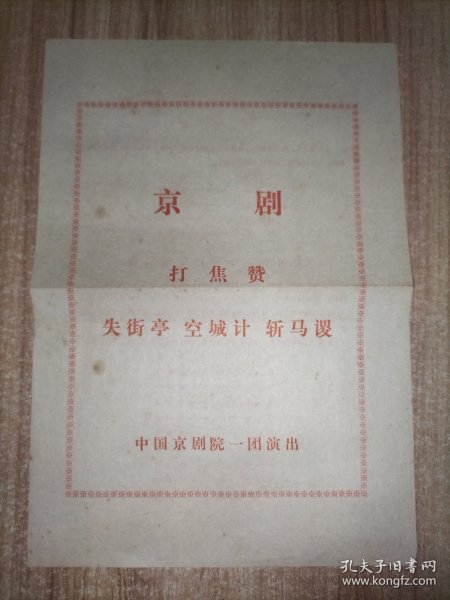 京剧
打焦赞
失街亭 空城计 斩马谡
中国京剧院一团演出
孔夫子旧书网
www.kongfz.com